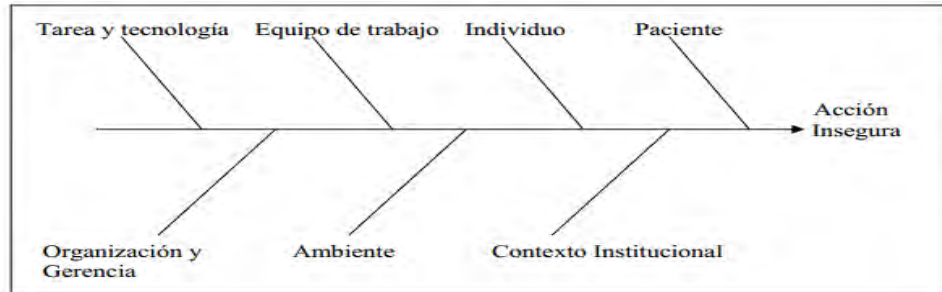 Tarea y tecnología
Equipo de trabajo
Individuo
Paciente
Acción
Insegura
Organización y
Gerencia
Ambiente
Contexto Institucional